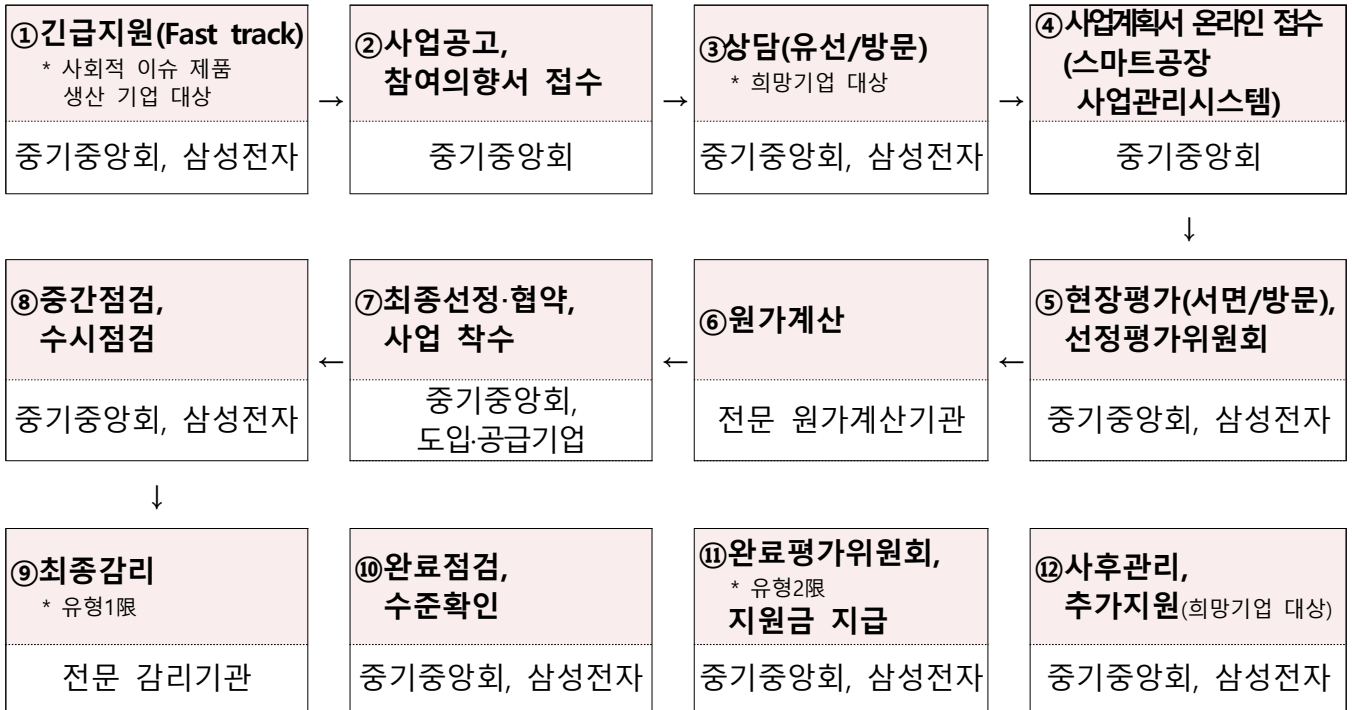 ①긴급지원(Fast track)
* 사회적 이슈 제품
생산 기업 대상
중기중앙회, 삼성전자
→
②사업공고,
참여의향서 접수
중기중앙회
→
③상담(유선/방문)
* 희망기업 대상
중기중앙회, 삼성전자
→
④사업계획서 온라인 접수
(스마트공장
사업관리시스템)
중기중앙회
↓
⑤현장평가(서면/방문),
선정평가위원회
중기중앙회, 삼성전자
←
⑥원가계산
전문 원가계산기관
←
⑦최종선정·협약,
사업 착수
중기중앙회,
도입·공급기업
←
⑧중간점검,
수시점검
중기중앙회, 삼성전자
↓
⑨최종감리
* 유형1限
전문 감리기관
⑩완료점검,
수준확인
중기중앙회, 삼성전자
⑪완료평가위원회,
* 유형2限
지원금 지급
중기중앙회, 삼성전자
⑫사후관리,
추가지원(희망기업 대상)
중기중앙회, 삼성전자